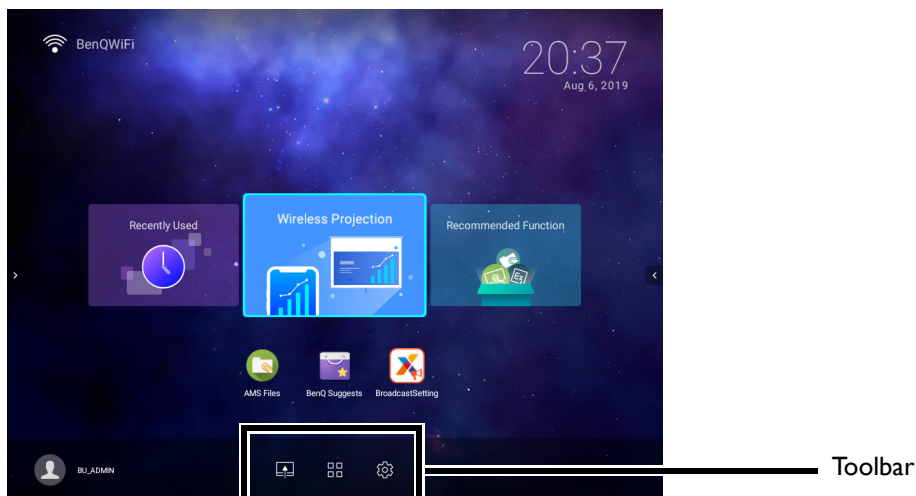 BenQWiFi
20:37
Aug 6, 2019
Recently Used
Wireless Projection
Recommended Function
AMS Files
BenQ Suggests
BroadcastSetting
BU_ADMIN
Toolbar